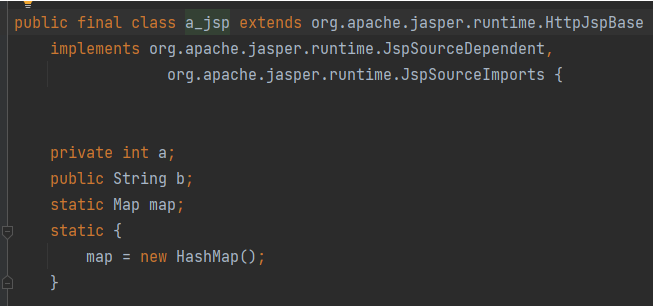 public final class a_jsp extends org.apache.jasper.runtime.HttpJspBase
implements org.apache.jasper.runtime.JspSourceDependent,
org.apache.jasper.runtime.JspSourceImports {
private int a;
public String b;
static Map map;
static {
map = new HashMap();
}